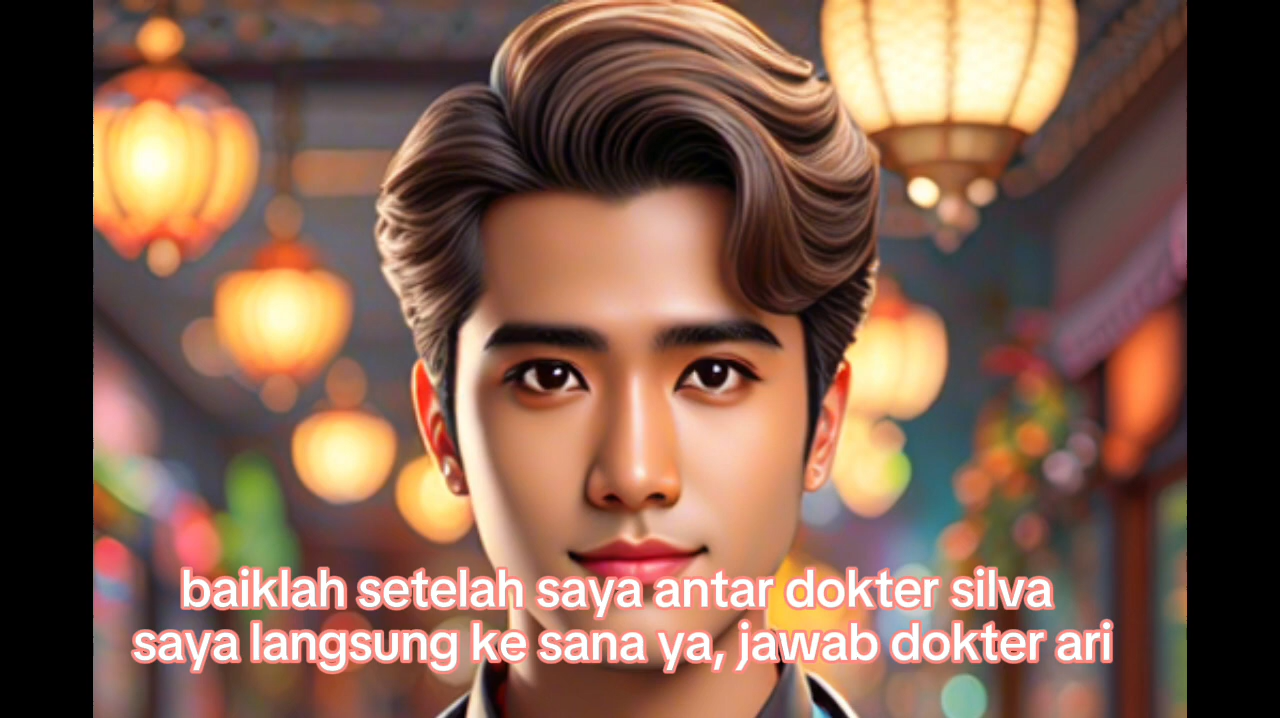 baiklah setelah saya antar dokter silva
saya langsung ke sana ya, jawab dokter ari